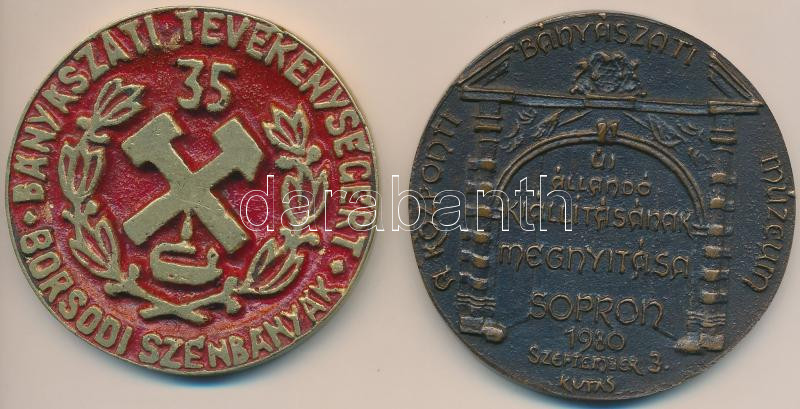 BÁNYÁSZATI TEVÉKENYSÉGÉRT
35
• BORSODI SZÉNBÁNYÁK •
A KÖZPONTI BÁNYÁSZATI MÚZEUM
ÚJ
ÁLLANDÓ
KIÁLLÍTÁSÁNAK
MEGNYITÁSA
SOPRON
1980
SZEPTEMBER 3.
KUTAS
darabanth